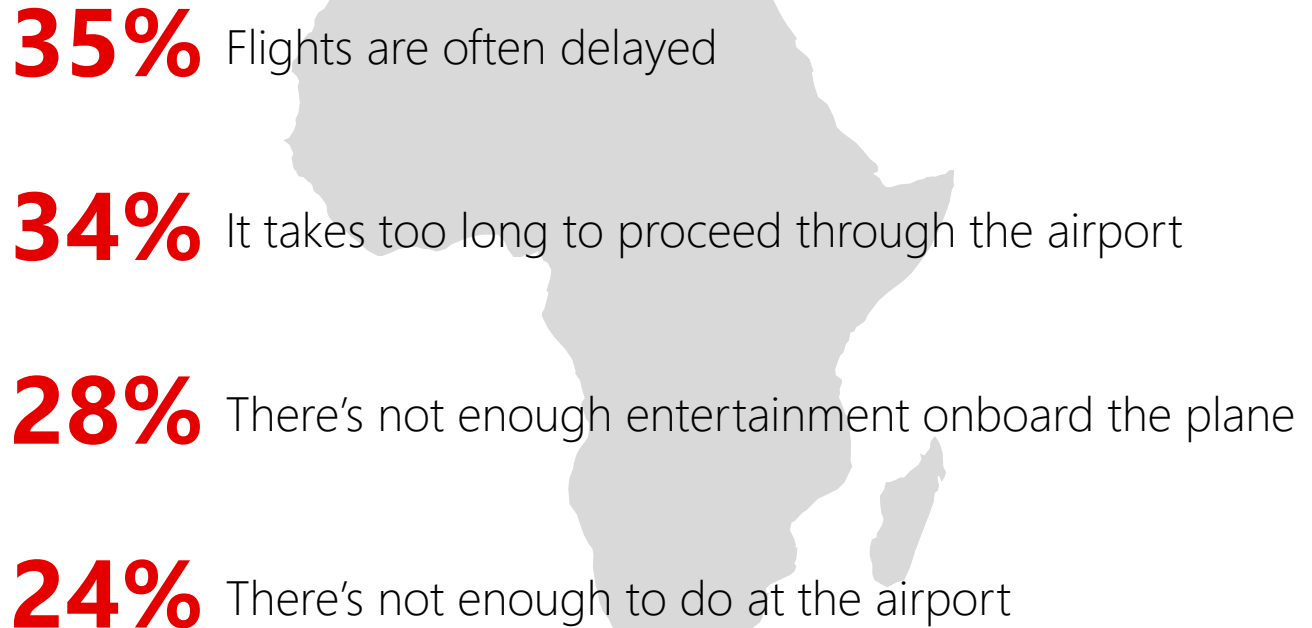 35% Flights are often delayed
34% It takes too long to proceed through the airport
28% There’s not enough entertainment onboard the plane
24% There’s not enough to do at the airport